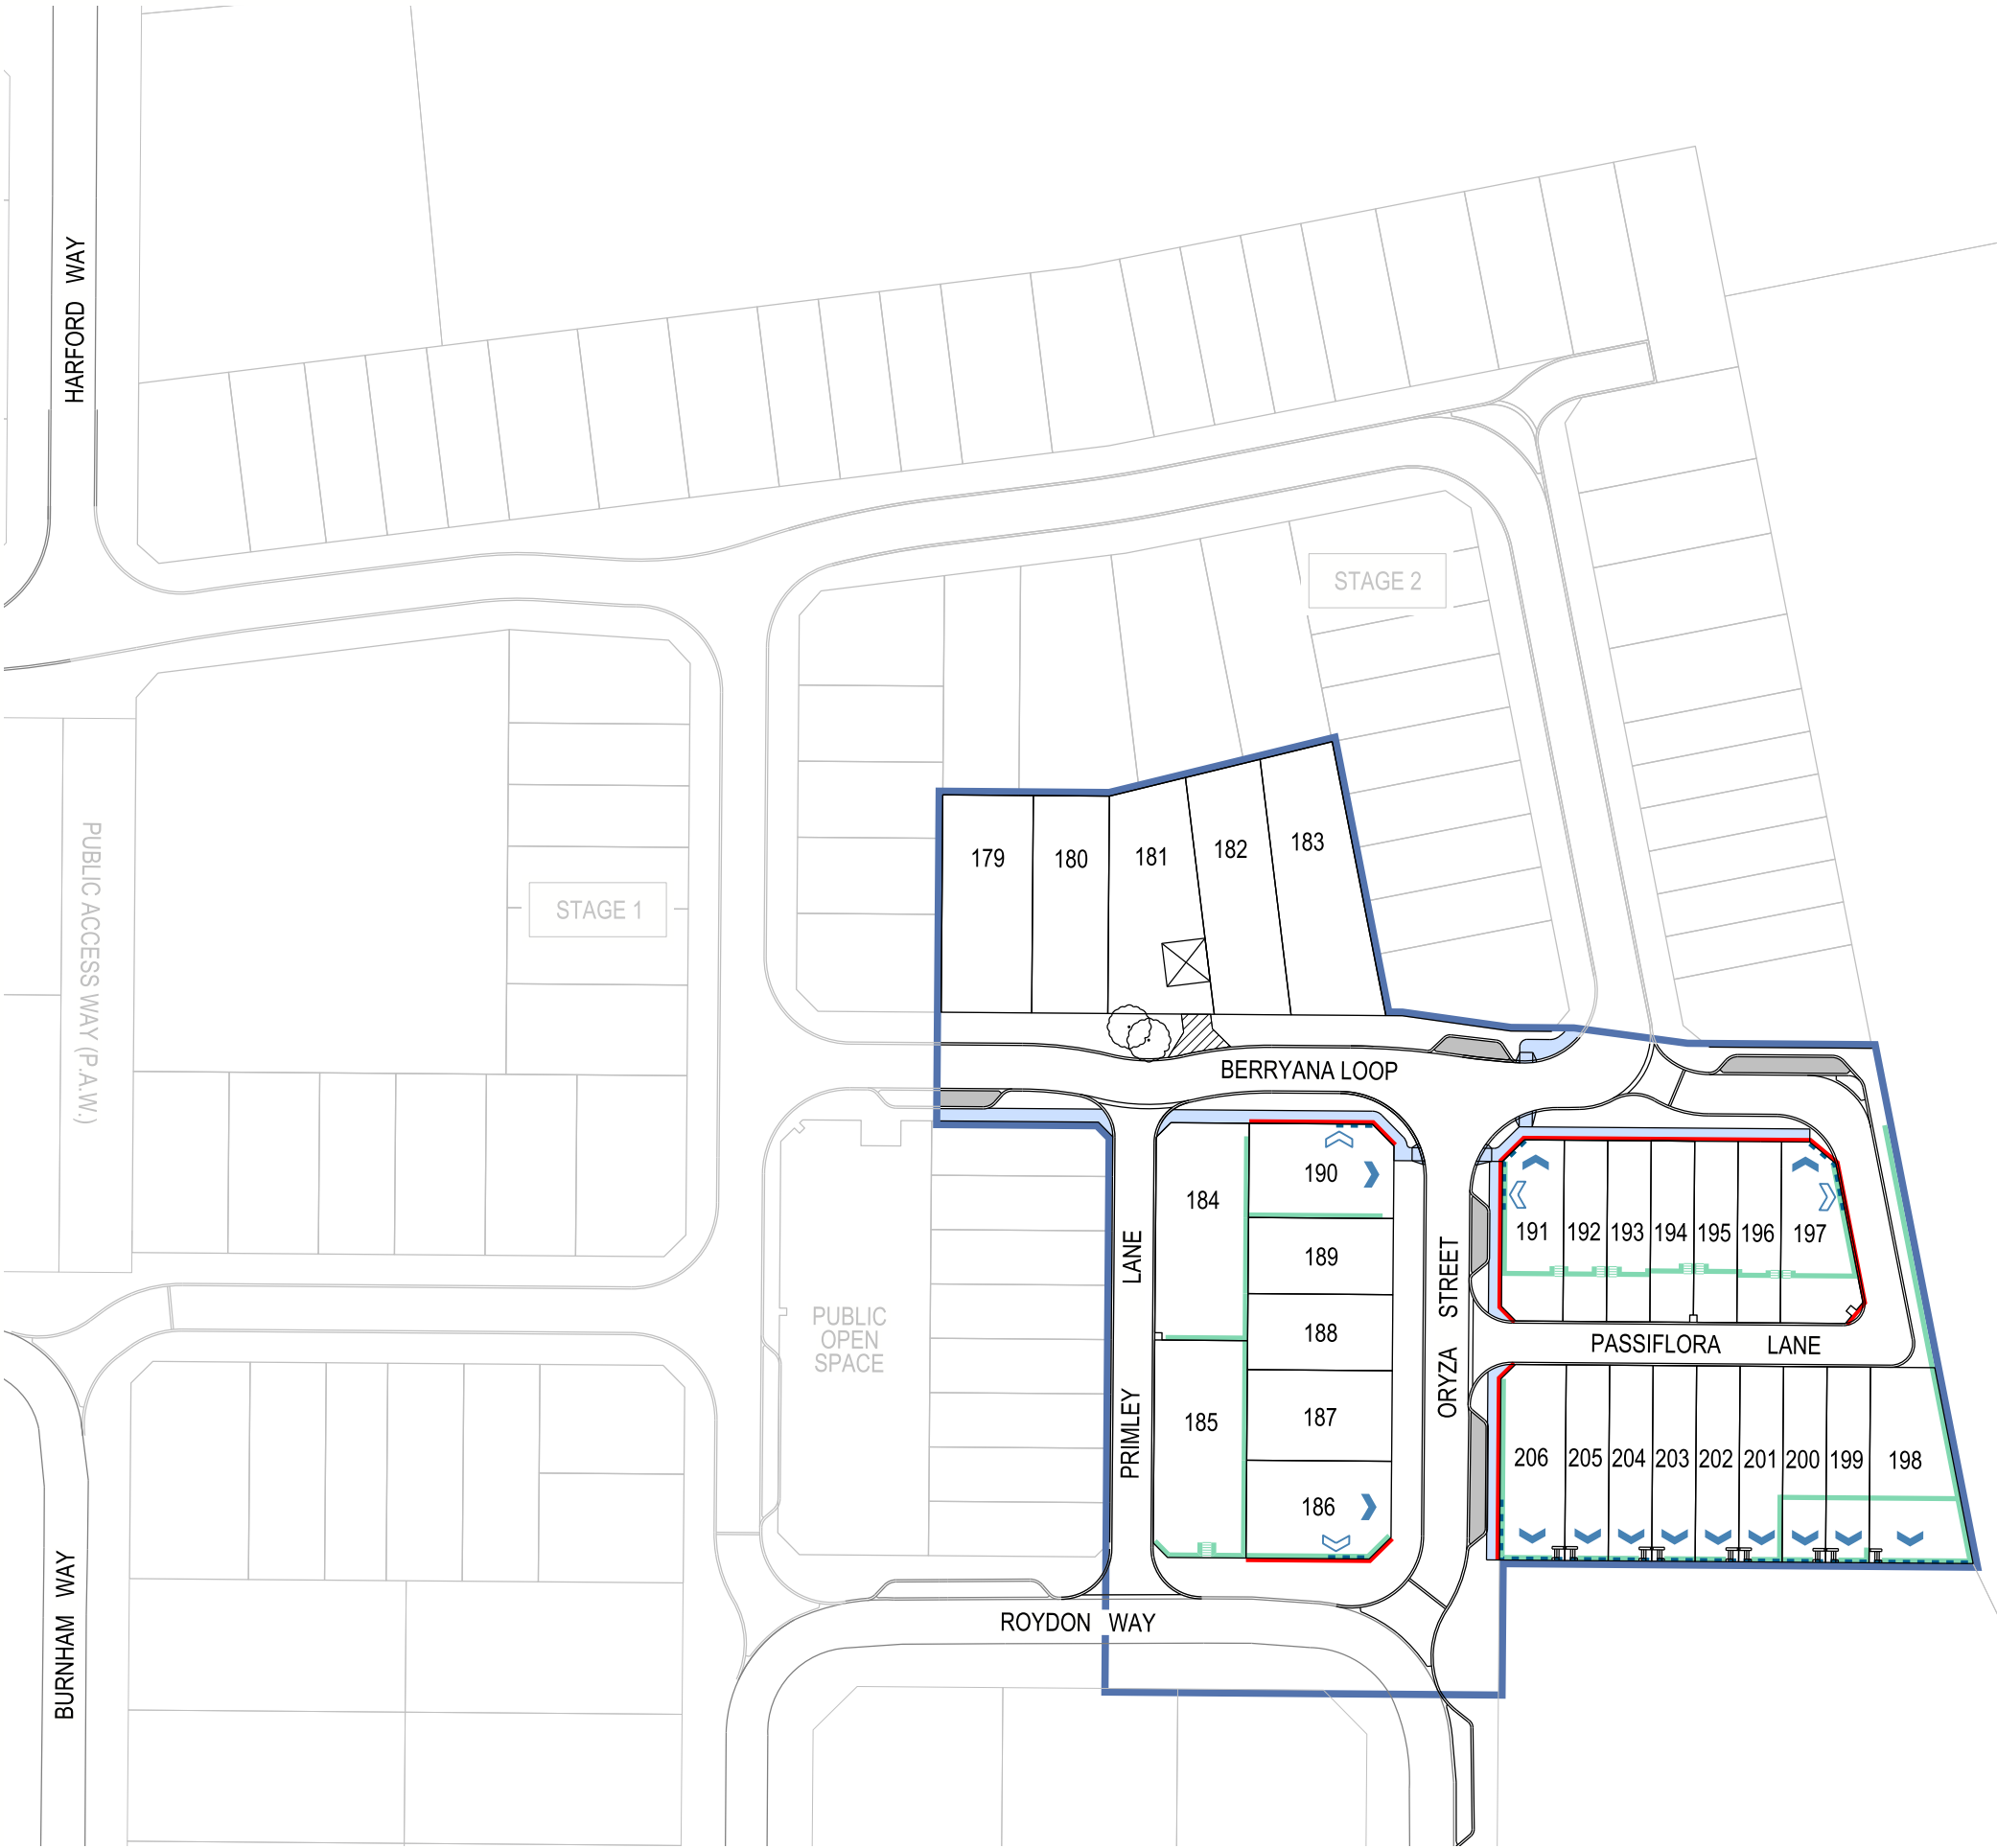 HARFORD WAY
STAGE 2
PUBLIC ACCESS WAY (P.A.W.)
STAGE 1
179
180
181
182
183
BERRYANA LOOP
184
190
189
188
187
186
185
PRIMLEY LANE
ORYZA STREET
191
192
193
194
195
196
197
PASSIFLORA LANE
206
205
204
203
202
201
200
199
198
PUBLIC
OPEN
SPACE
ROYDON WAY
BURNHAM WAY